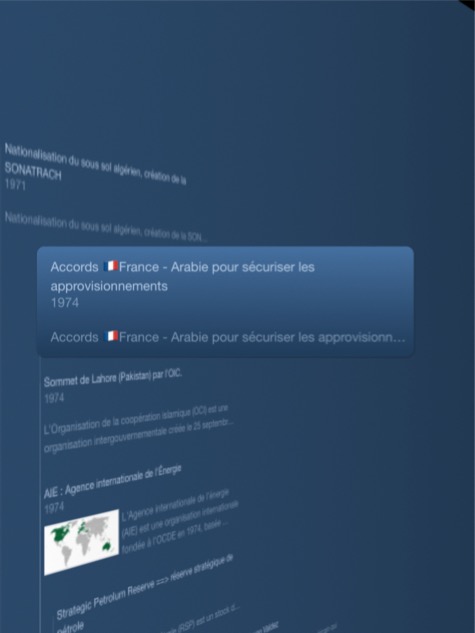 Nationalisation du sous sol algérien, création de la
SONATRACH
1971
Nationalisation du sous sol algérien, création de la SON...
Accords 🇫🇷France - Arabie pour sécuriser les
approvisionnements
1974
Accords 🇫🇷France - Arabie pour sécuriser les approvisionn...
Sommet de Lahore (Pakistan) par l'OIC.
1974
L'Organisation de la coopération islamique (OCI) est une
organisation intergouvernementale créée le 25 septembr...
AIE : Agence internationale de l'Énergie
1974
L'Agence internationale de l'énergie
(AIE) est une organisation internationale
fondée à l'OCDE en 1974, basée ...
Strategic Petrolum Reserve ==> réserve stratégique de
pétrole
(RSP) est un stock d...